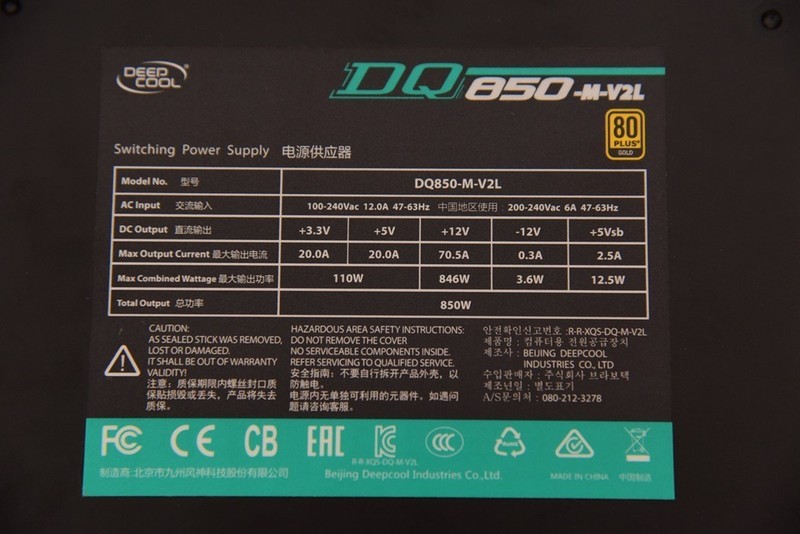 DEEP
COOL
DQ 850-M-V2L
80
PLUS
GOLD
Switching Power Supply 电源供应器
Model No. 型号 DQ850-M-V2L
AC Input 交流输入 100-240Vac 12.0A 47-63Hz 中国地区使用：200-240Vac 6A 47-63Hz
DC Output 直流输出 +3.3V +5V +12V -12V +5Vsb
Max Output Current 最大输出电流 20.0A 20.0A 70.5A 0.3A 2.5A
Max Combined Wattage 最大输出功率 110W 846W 3.6W 12.5W
Total Output 总功率 850W
CAUTION:
AS SEALED STICK WAS REMOVED,
LOST OR DAMAGED.
IT SHALL BE OUT OF WARRANTY
VALIDITY!
注意：质保期限内螺丝封口质
保贴损毁或丢失，产品将失去
质保。
HAZARDOUS AREA SAFETY INSTRUCTIONS:
DO NOT REMOVE THE COVER
NO SERVICEABLE COMPONENTS INSIDE.
REFER SERVICING TO QUALIFIED SERVICE.
安全指南：不要自行拆开产品外壳，以
防触电。
电源内无单独可利用的元器件。如遇问
题请咨询客服。
안전확인신고번호 :R-R-XQS-DQ-M-V2L
제품명 : 컴퓨터용 전원공급장치
제조사 : BEIJING DEEPCOOL
INDUSTRIES CO., LTD
수입판매자 : 주식회사 브라보텍
제조년일 : 별도표기
A/S문의처 : 080-212-3278
FC CE CB EAC KC CCC
R-R-XQS-DQ-M-V2L
制造商:北京市九州风神科技股份有限公司 Beijing Deepcool Industries Co.,Ltd. MADE IN CHINA 中国制造